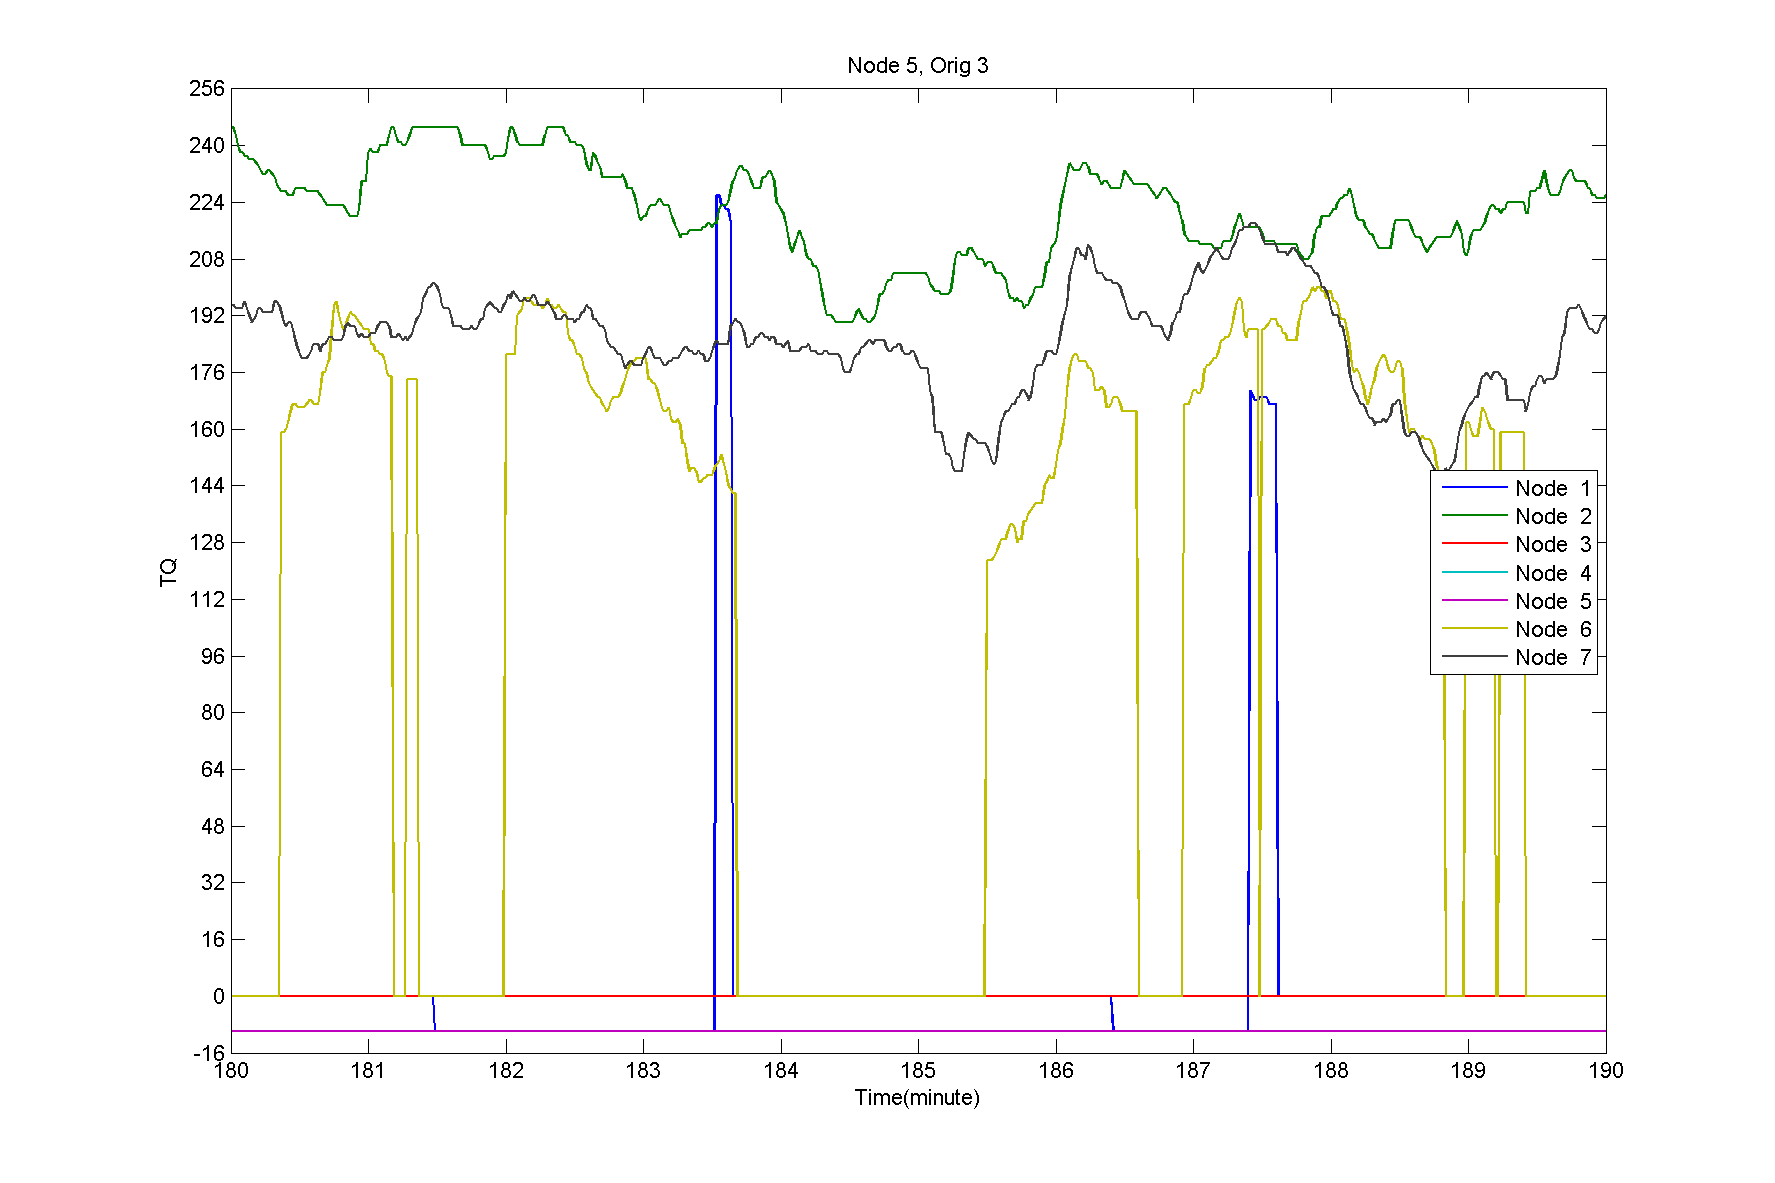 Node 5, Orig 3
256
240
224
208
192
176
160
144
128
112
96
80
64
48
32
16
0
-16
TQ
Node 1
Node 2
Node 3
Node 4
Node 5
Node 6
Node 7
180 181 182 183 184 185 186 187 188 189 190
Time(minute)